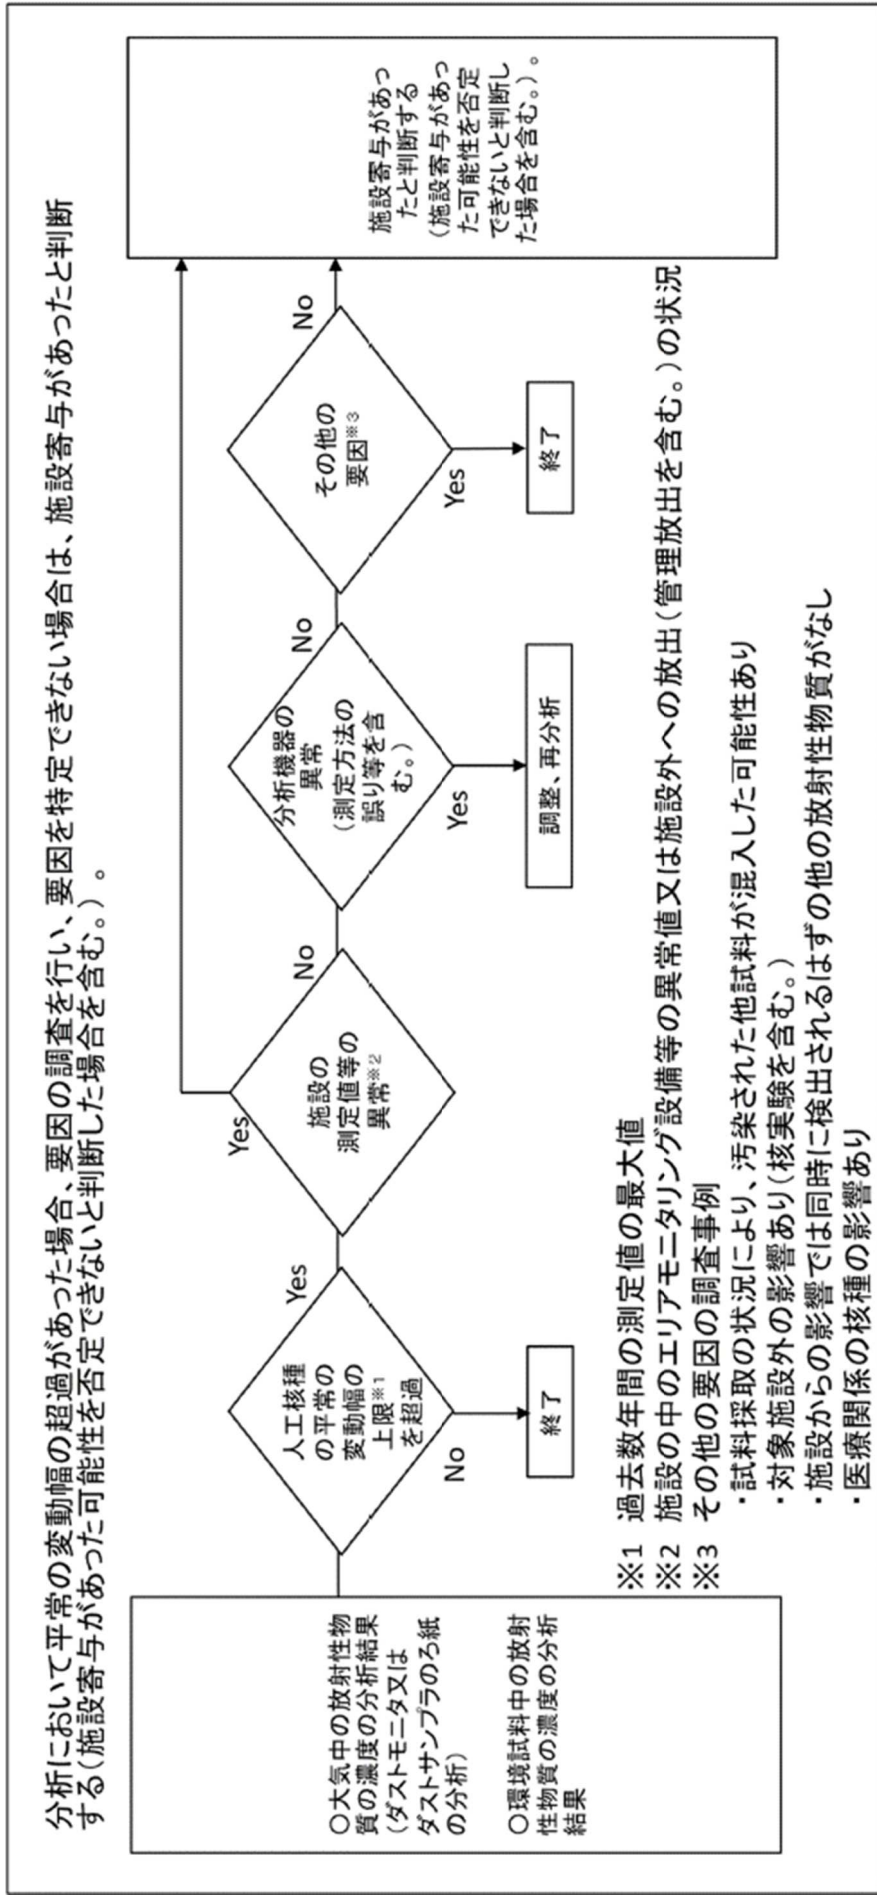 分析において平常の変動幅の超過があった場合、要因の調査を行い、要因を特定できない場合は、施設寄与があったと判断
する(施設寄与があった可能性を否定できないと判断した場合を含む。)。
○大気中の放射性物
質の濃度の分析結果
(ダストモニタ又は
ダストサンプラのろ紙
の分析)
○環境試料中の放射
性物質の濃度の分析
結果
人工核種
の平常の
変動幅の
上限※1
を超過
Yes
No
終了
施設の
測定値等の
異常※2
Yes
No
分析機器の
異常
(測定方法の
誤り等を含
む。)
No
Yes
調整、再分析
その他の
要因※3
No
Yes
終了
施設寄与があっ
たと判断する
(施設寄与があっ
た可能性を否定
できないと判断し
た場合を含む。)。
※1 過去数年間の測定値の最大値
※2 施設の中のエリアモニタリング設備等の異常値又は施設外への放出(管理放出を含む。)の状況
※3 その他の要因の調査事例
・試料採取の状況により、汚染された他試料が混入した可能性あり
・対象施設外の影響あり(核実験を含む。)
・施設からの影響では同時に検出されるはずの他の放射性物質がなし
・医療関係の核種の影響あり